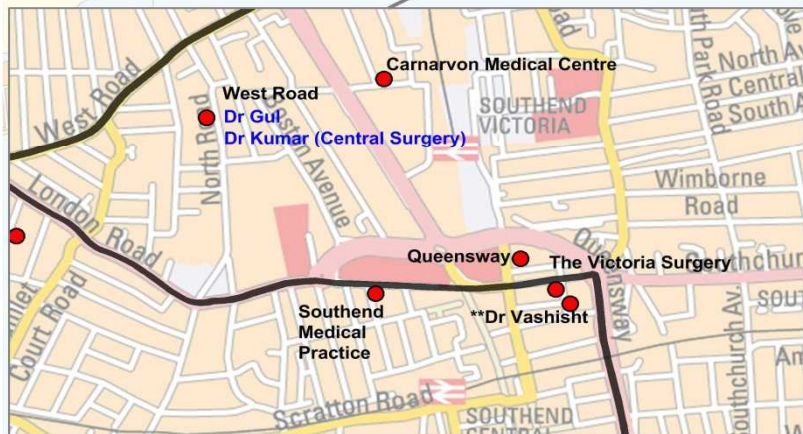 Carnarvon Medical Centre
West Road
West Road
Dr Gul
Dr Kumar (Central Surgery)
North Road
Boston Avenue
SOUTHEND
VICTORIA
Park Road
North
Central
South
Wimborne
Road
London Road
Court Road
Queensway
Queensway
The Victoria Surgery
**Dr Vashisht
Southend
Medical
Practice
Southchurch Av.
Scratton Road
SOUTHEND